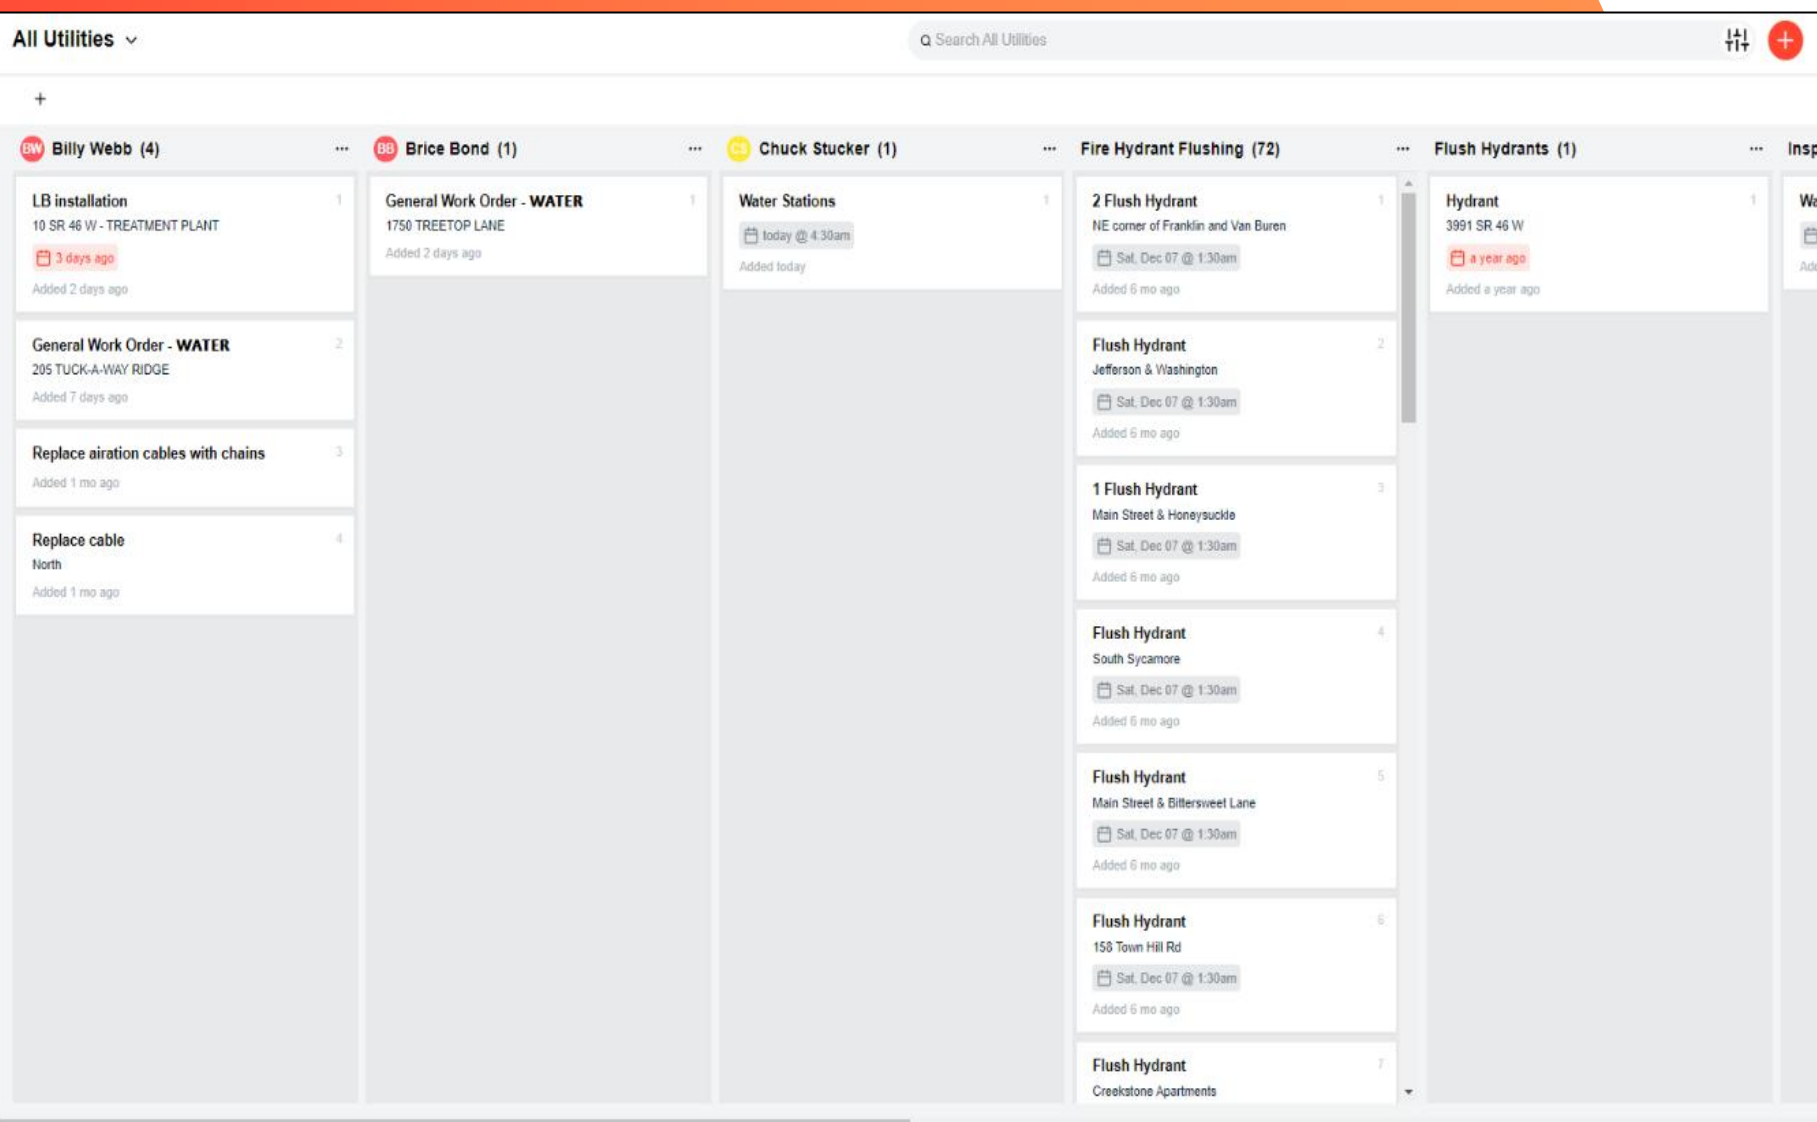 All Utilities
Search All Utilities
BW Billy Webb (4)
LB installation 1
10 SR 46 W - TREATMENT PLANT
3 days ago
Added 2 days ago
General Work Order - WATER 2
205 TUCK-A-WAY RIDGE
Added 7 days ago
Replace airation cables with chains 3
Added 1 mo ago
Replace cable 4
North
Added 1 mo ago
BB Brice Bond (1)
General Work Order - WATER 1
1750 TREETOP LANE
Added 2 days ago
CS Chuck Stucker (1)
Water Stations 1
today @ 4:30am
Added today
Fire Hydrant Flushing (72)
2 Flush Hydrant 1
NE corner of Franklin and Van Buren
Sat, Dec 07 @ 1:30am
Added 6 mo ago
Flush Hydrant 2
Jefferson & Washington
Sat, Dec 07 @ 1:30am
Added 6 mo ago
1 Flush Hydrant 3
Main Street & Honeysuckle
Sat, Dec 07 @ 1:30am
Added 6 mo ago
Flush Hydrant 4
South Sycamore
Sat, Dec 07 @ 1:30am
Added 6 mo ago
Flush Hydrant 5
Main Street & Bittersweet Lane
Sat, Dec 07 @ 1:30am
Added 6 mo ago
Flush Hydrant 6
158 Town Hill Rd
Sat, Dec 07 @ 1:30am
Added 6 mo ago
Flush Hydrant 7
Creekstone Apartments
Flush Hydrants (1)
Hydrant 1
3991 SR 46 W
a year ago
Added a year ago
Insp
Wa
Add